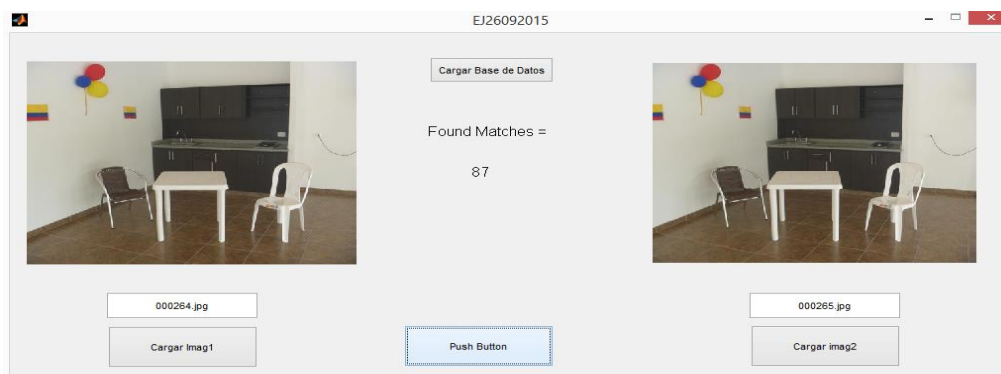 EJ26092015
Cargar Base de Datos
Found Matches =
87
000264.jpg
000265.jpg
Cargar Imag1
Push Button
Cargar imag2